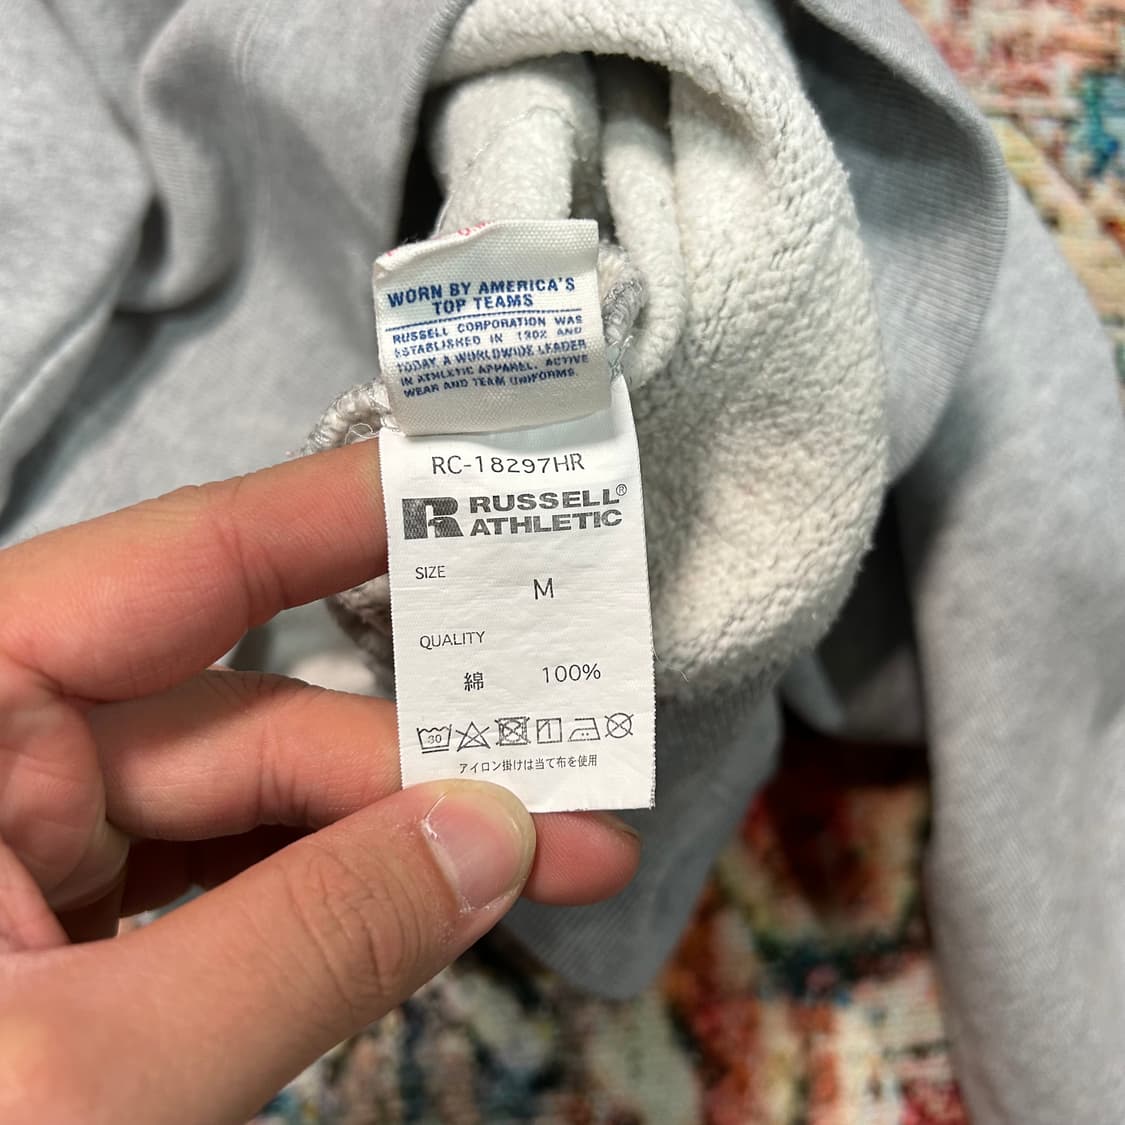 WORN BY AMERICA'S
TOP TEAMS
RUSSELL CORPORATION WAS
ESTABLISHED IN 1902 AND
TODAY, A WORLDWIDE LEADER
IN ATHLETIC APPAREL, ACTIVE
WEAR AND TEAM UNIFORMS.
RC-18297HR
R RUSSELL®
ATHLETIC
SIZE
M
QUALITY
綿 100%
30
アイロン掛けは当て布を使用